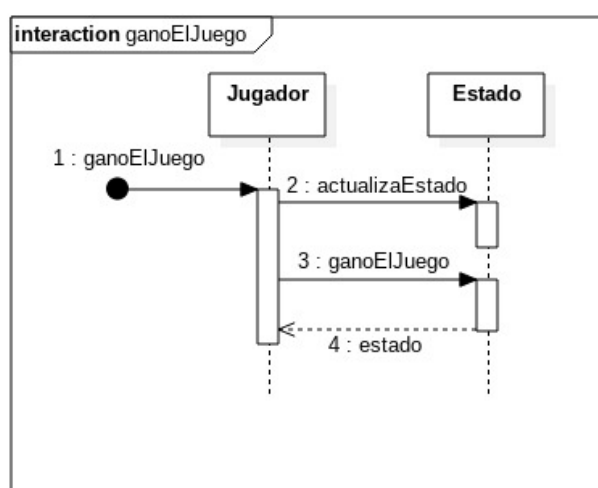 interaction ganoElJuego
Jugador
Estado
1 : ganoElJuego
2 : actualizaEstado
3 : ganoElJuego
4 : estado